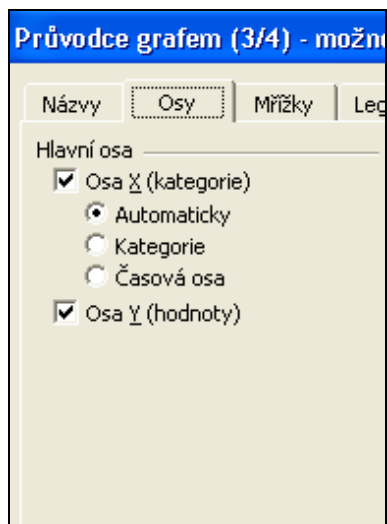 Průvodce grafem (3/4) - možn
Názvy Osy Mřížky Leg
Hlavní osa
Osa X (kategorie)
Automaticky
Kategorie
Časová osa
Osa Y (hodnoty)